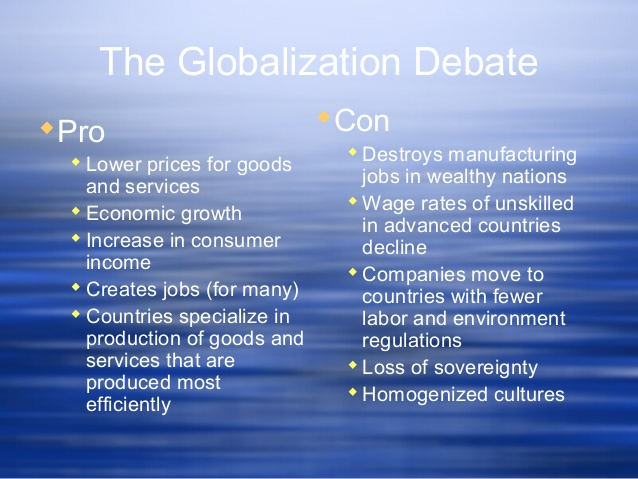 The Globalization Debate
Pro
Lower prices for goods
and services
Economic growth
Increase in consumer
income
Creates jobs (for many)
Countries specialize in
production of goods and
services that are
produced most
efficiently
Con
Destroys manufacturing
jobs in wealthy nations
Wage rates of unskilled
in advanced countries
decline
Companies move to
countries with fewer
labor and environment
regulations
Loss of sovereignty
Homogenized cultures